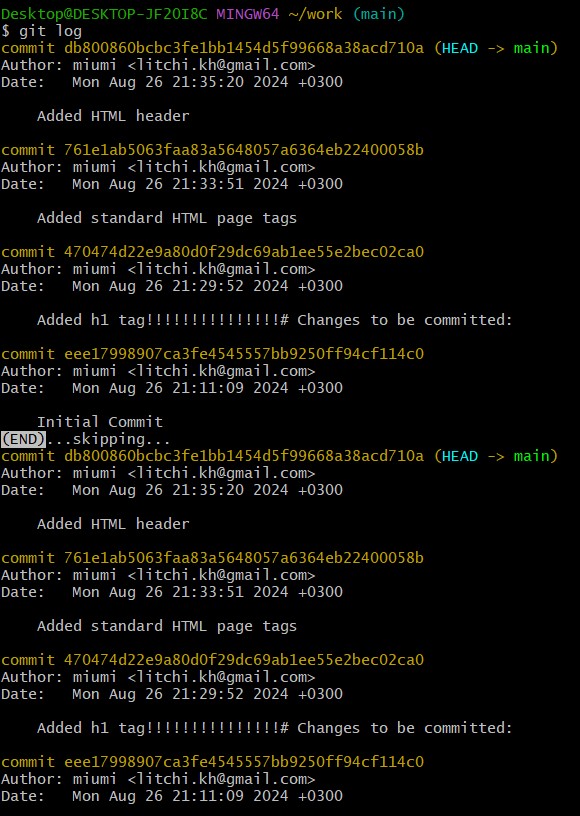 Desktop@DESKTOP-JF2OI8C MINGW64 ~/work (main)
$ git log
commit db800860bcbc3fe1bb1454d5f99668a38acd710a (HEAD -> main)
Author: miumi <litchi.kh@gmail.com>
Date:   Mon Aug 26 21:35:20 2024 +0300

    Added HTML header

commit 761e1ab5063faa83a5648057a6364eb22400058b
Author: miumi <litchi.kh@gmail.com>
Date:   Mon Aug 26 21:33:51 2024 +0300

    Added standard HTML page tags

commit 470474d22e9a80d0f29dc69ab1ee55e2bec02ca0
Author: miumi <litchi.kh@gmail.com>
Date:   Mon Aug 26 21:29:52 2024 +0300

    Added h1 tag!!!!!!!!!!!!!!!# Changes to be committed:

commit eee17998907ca3fe4545557bb9250ff94cf114c0
Author: miumi <litchi.kh@gmail.com>
Date:   Mon Aug 26 21:11:09 2024 +0300

    Initial Commit
(END)...skipping...
commit db800860bcbc3fe1bb1454d5f99668a38acd710a (HEAD -> main)
Author: miumi <litchi.kh@gmail.com>
Date:   Mon Aug 26 21:35:20 2024 +0300

    Added HTML header

commit 761e1ab5063faa83a5648057a6364eb22400058b
Author: miumi <litchi.kh@gmail.com>
Date:   Mon Aug 26 21:33:51 2024 +0300

    Added standard HTML page tags

commit 470474d22e9a80d0f29dc69ab1ee55e2bec02ca0
Author: miumi <litchi.kh@gmail.com>
Date:   Mon Aug 26 21:29:52 2024 +0300

    Added h1 tag!!!!!!!!!!!!!!!# Changes to be committed:

commit eee17998907ca3fe4545557bb9250ff94cf114c0
Author: miumi <litchi.kh@gmail.com>
Date:   Mon Aug 26 21:11:09 2024 +0300